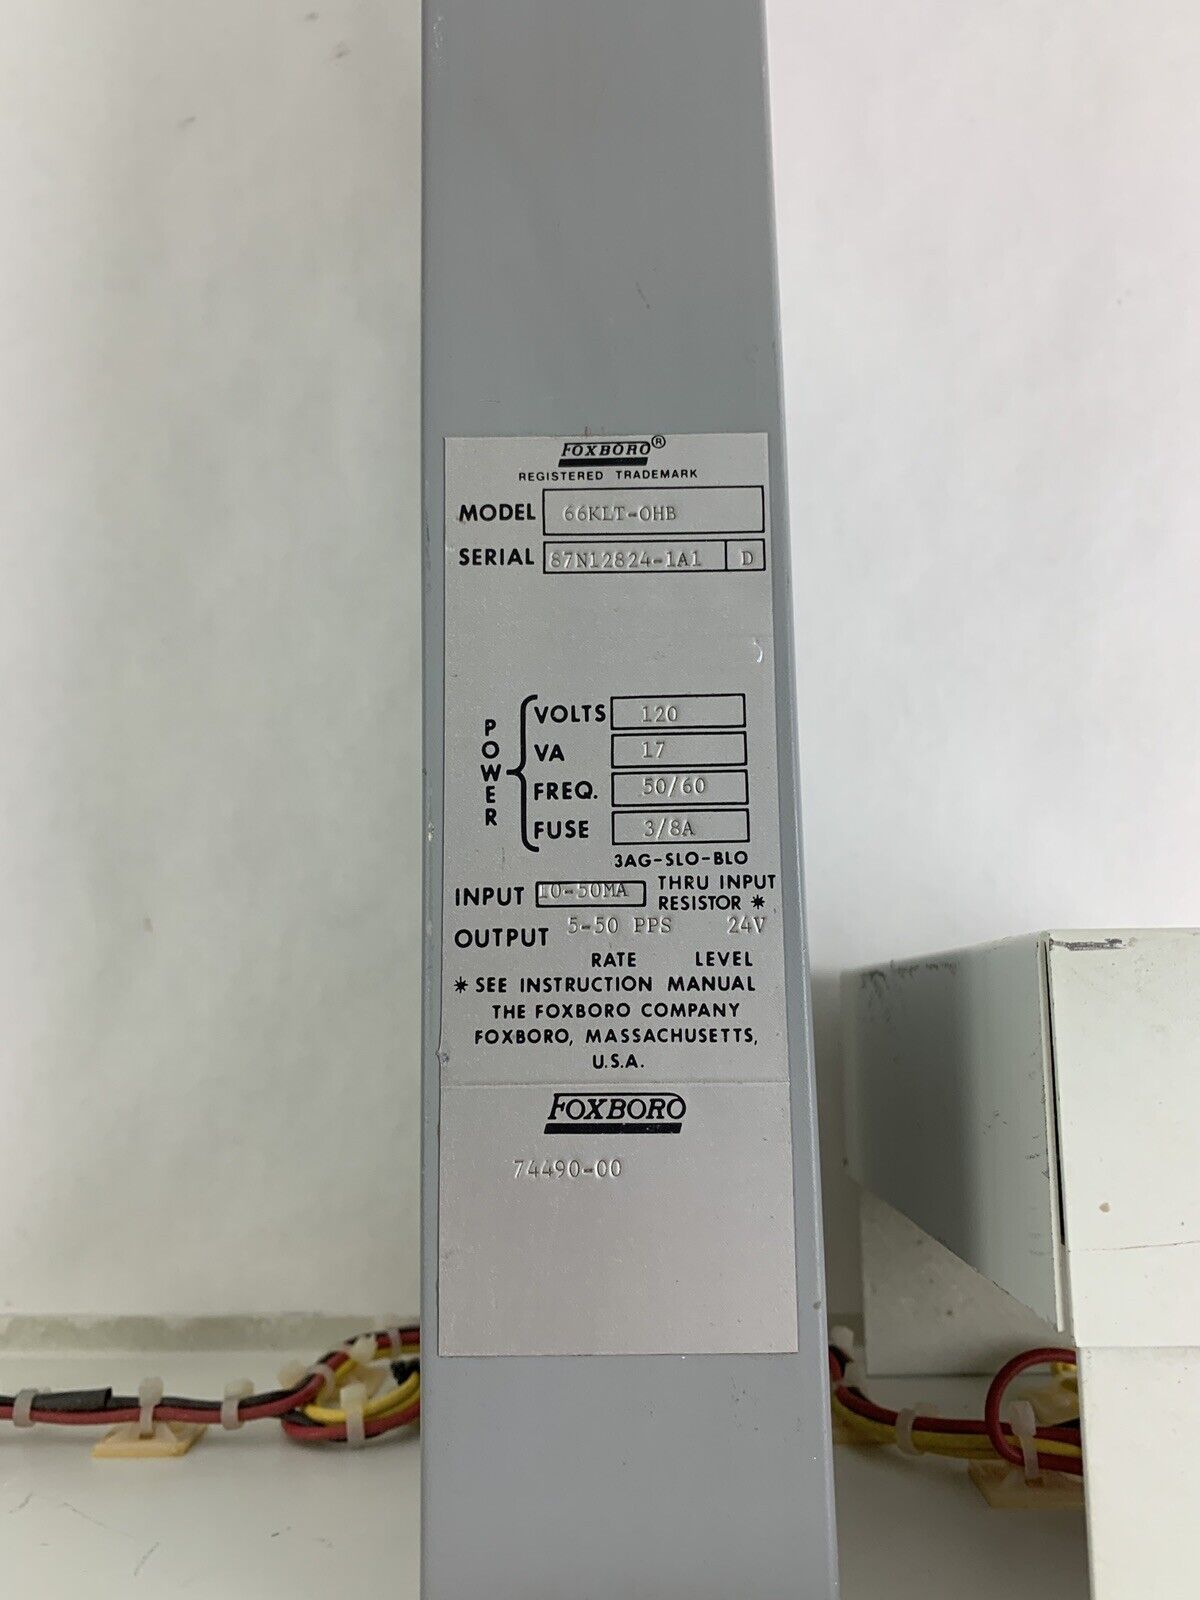 FOXBORO®
REGISTERED TRADEMARK
MODEL 66KLT-OHB
SERIAL 87N12824-1A1 D
POWER
VOLTS 120
VA 17
FREQ. 50/60
FUSE 3/8A
3AG-SLO-BLO
INPUT 10-50MA THRU INPUT
RESISTOR *
OUTPUT 5-50 PPS 24V
RATE LEVEL
* SEE INSTRUCTION MANUAL
THE FOXBORO COMPANY
FOXBORO, MASSACHUSETTS,
U.S.A.
FOXBORO
74490-00